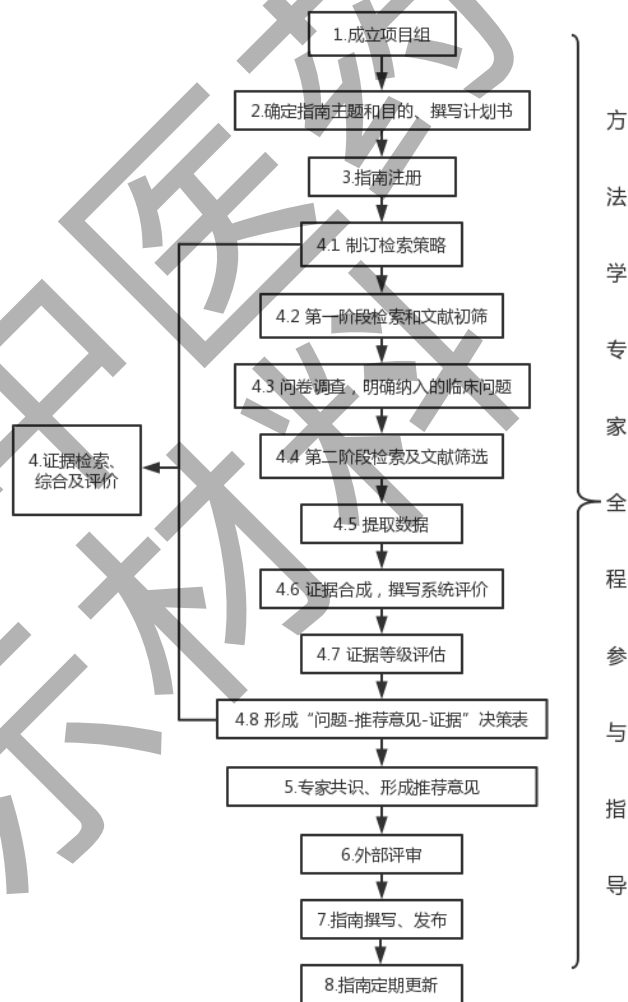 1.成立项目组
2.确定指南主题和目的、撰写计划书
3.指南注册
4.1 制订检索策略
4.2 第一阶段检索和文献初筛
4.3 问卷调查，明确纳入的临床问题
4.4 第二阶段检索及文献筛选
4.证据检索、
综合及评价
4.5 提取数据
4.6 证据合成，撰写系统评价
4.7 证据等级评估
4.8 形成“问题-推荐意见-证据”决策表
5.专家共识、形成推荐意见
6.外部评审
7.指南撰写、发布
8.指南定期更新
方
法
学
专
家
全
程
参
与
指
导
中医药
示材料